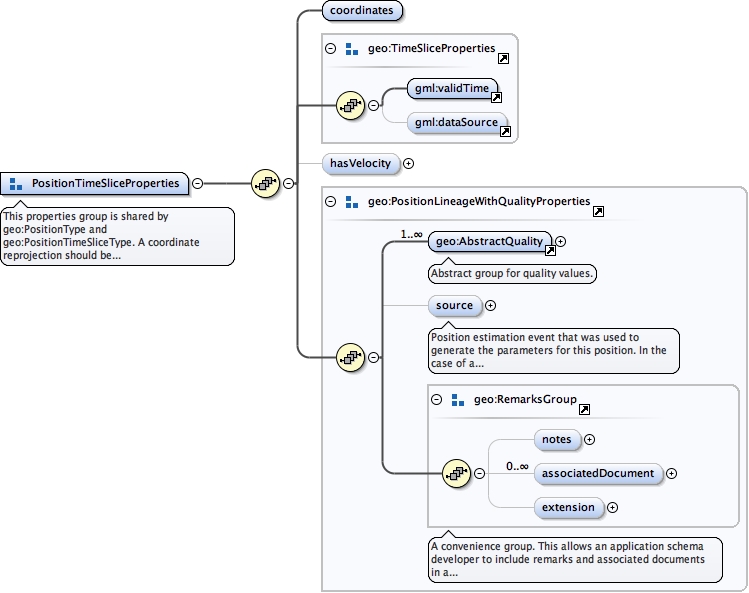 coordinates
geo:TimeSliceProperties
gml:validTime
gml:dataSource
hasVelocity
PositionTimeSliceProperties
This properties group is shared by
geo:PositionType and
geo:PositionTimeSliceType. A coordinate
reprojection should be...
geo:PositionLineageWithQualityProperties
1..∞
geo:AbstractQuality
Abstract group for quality values.
source
Position estimation event that was used to
generate the parameters for this position. In the
case of a...
geo:RemarksGroup
notes
0..∞
associatedDocument
extension
A convenience group. This allows an application schema
developer to include remarks and associated documents
in a...